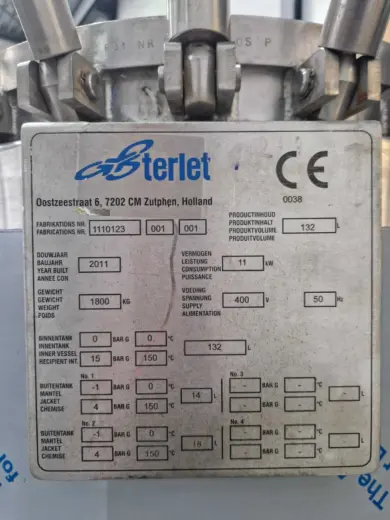 terlet
CE
0038
Oostzeestraat 6, 7202 CM Zutphen, Holland
FABRIKATIONS NR. 1110123 001 001
FABRICATIONS NR.
PRODUCTINHOUD
PRODUKTINHALT
PRODUCTVOLUME 132 L
PRODUITVOLUME
BOUWJAAR
BAUJAHR
YEAR BUILT 2011
ANNEE CON
VERMOGEN
LEISTUNG
CONSUMPTION 11 kW
PUISSANCE
GEWICHT
GEWICHT
WEIGHT 1800 KG
POIDS
VOEDING
SPANNUNG
SUPPLY 400 V 50 Hz
ALIMENTATION
BINNENTANK 0 BAR G 0 °C
INNENTANK
INNER VESSEL 132 L
RECIPIENT INT. 15 BAR G 150 °C
No. 1
BUITENTANK -1 BAR G 0 °C
MANTEL
JACKET 14 L
CHEMISE 4 BAR G 150 °C
No. 3
- BAR G - °C
- L
- BAR G - °C
No. 2
BUITENTANK -1 BAR G 0 °C
MANTEL
JACKET 18 L
CHEMISE 4 BAR G 150 °C
No. 4
- BAR G - °C
- L
- BAR G - °C